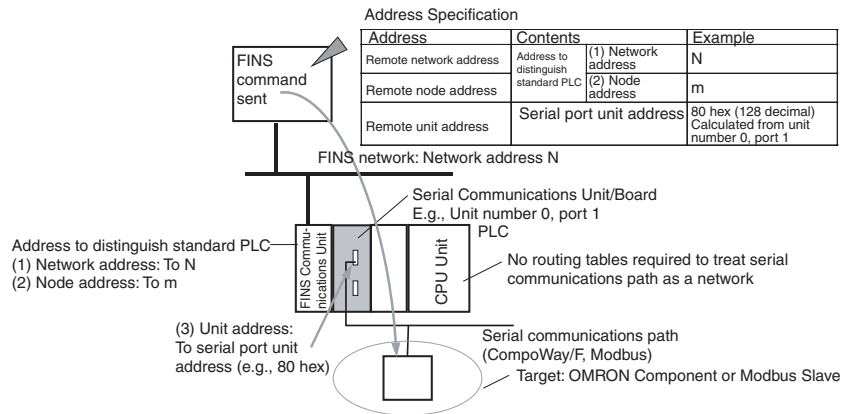 Address Specification
Address Contents Example
Remote network address
Address to distinguish standard PLC
(1) Network address
N
Remote node address
(2) Node address
m
Remote unit address
Serial port unit address
80 hex (128 decimal)
Calculated from unit
number 0, port 1
FINS
command
sent
FINS network: Network address N
Serial Communications Unit/Board
E.g., Unit number 0, port 1
PLC
Address to distinguish standard PLC
(1) Network address: To N
(2) Node address: To m
FINS Commu-
nications Unit
CPU Unit
No routing tables required to treat serial
communications path as a network
(3) Unit address:
To serial port unit
address (e.g., 80 hex)
Serial communications path
(CompoWay/F, Modbus)
Target: OMRON Component or Modbus Slave